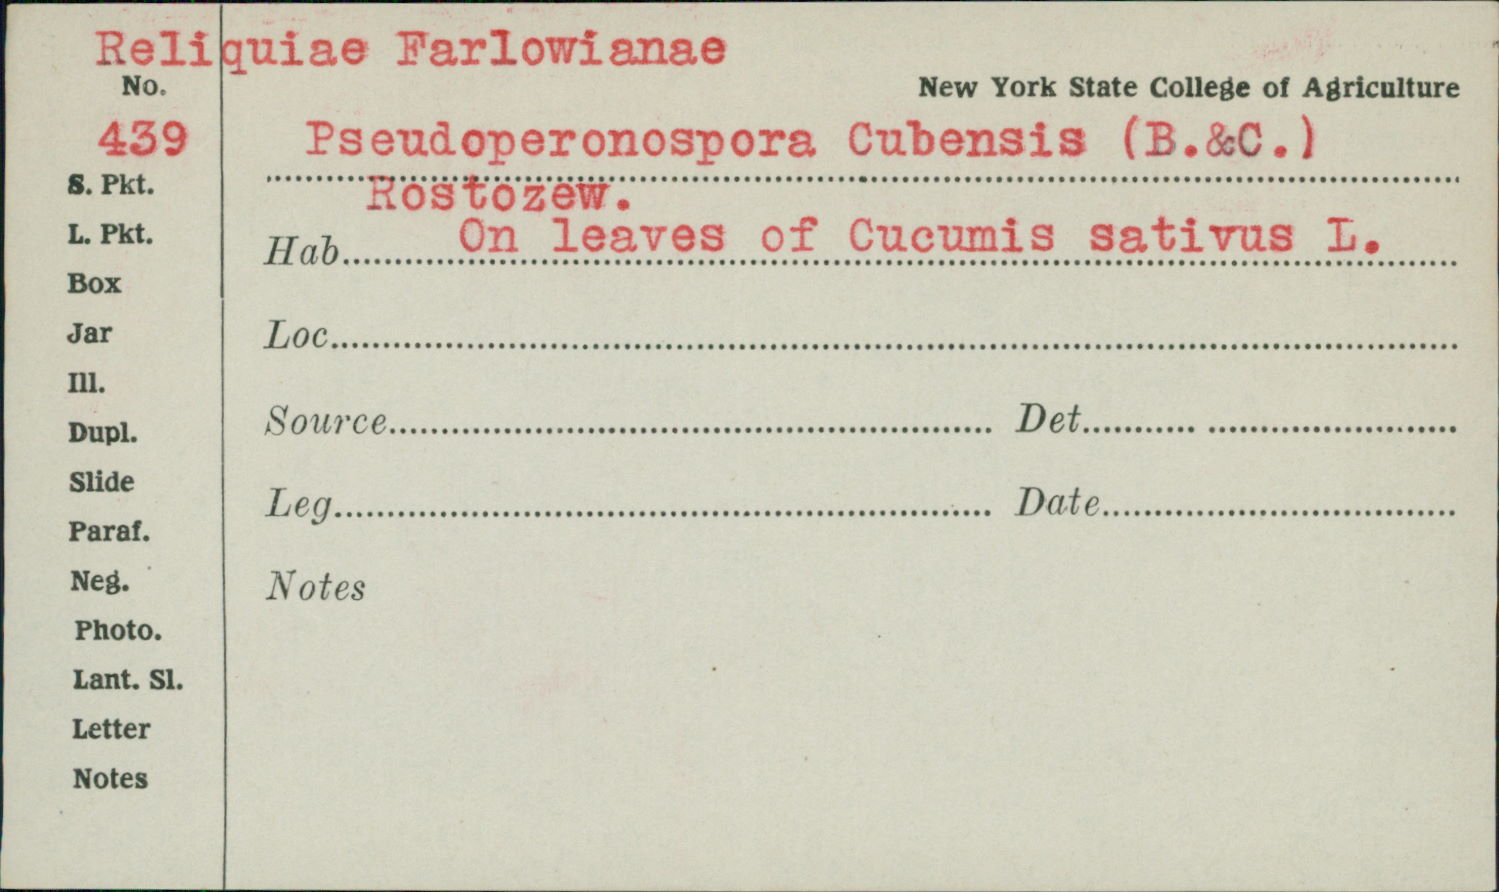 Reliquiae Farlowianae
No.
New York State College of Agriculture
439
Pseudoperonospora Cubensis (B.&C.)
S. Pkt.
Rostozew.
L. Pkt.
Hab. On leaves of Cucumis sativus L.
Box
Jar
Loc.
Ill.
Dupl.
Source
Det.
Slide
Leg.
Date
Paraf.
Neg.
Notes
Photo.
Lant. Sl.
Letter
Notes